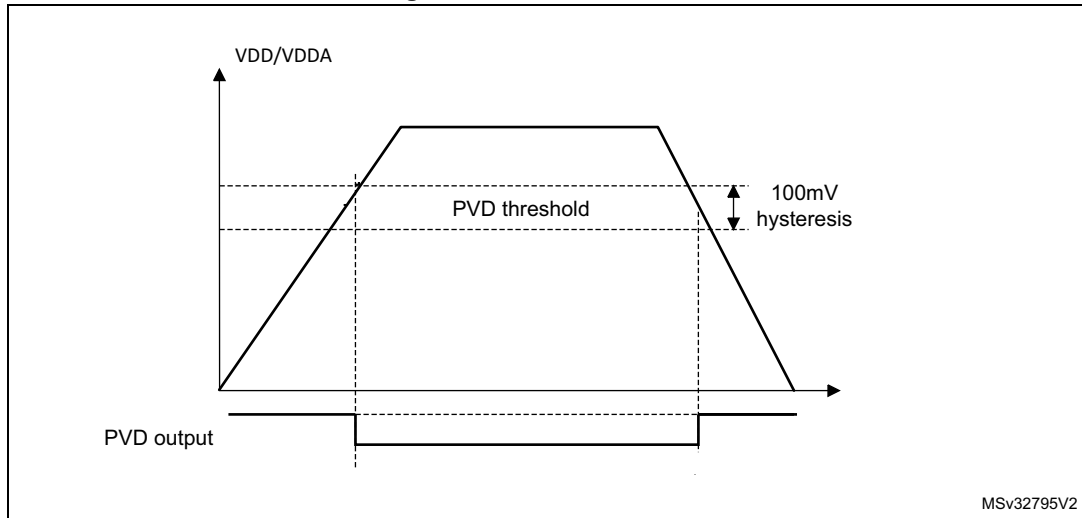 VDD/VDDA
PVD threshold
100mV
hysteresis
PVD output
MSv32795V2